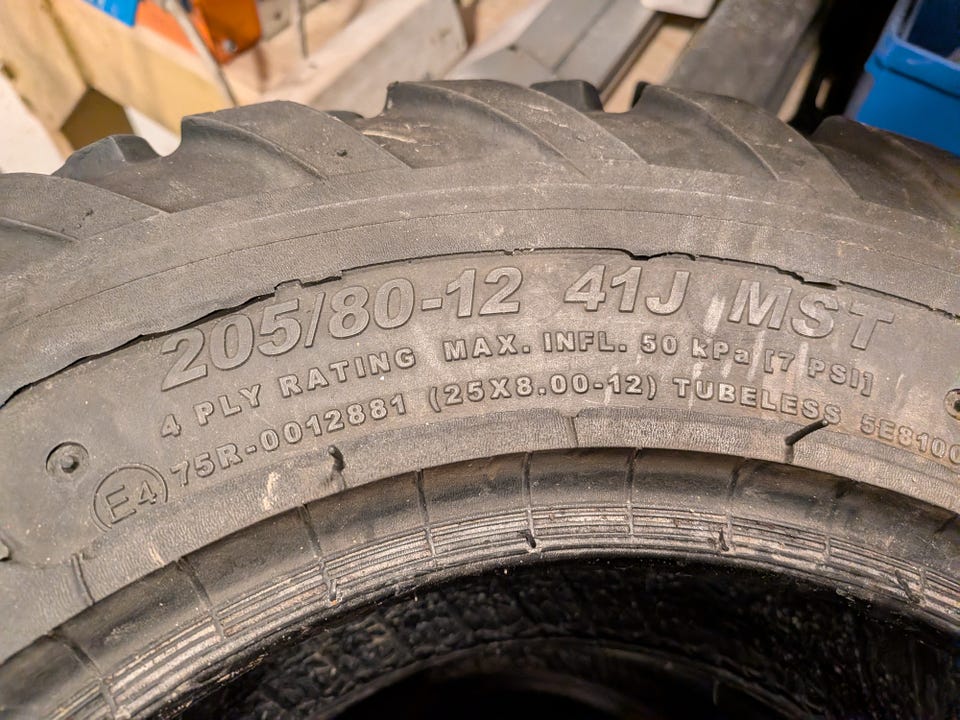 205/80-12 41J MST
4 PLY RATING MAX. INFL. 50 kPa [7 PSI]
E4 75R-0012881 (25X8.00-12) TUBELESS